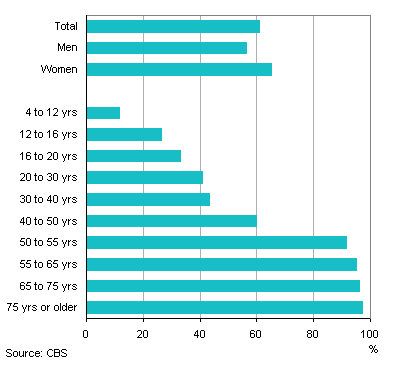 Total
Men
Women
4 to 12 yrs
12 to 16 yrs
16 to 20 yrs
20 to 30 yrs
30 to 40 yrs
40 to 50 yrs
50 to 55 yrs
55 to 65 yrs
65 to 75 yrs
75 yrs or older
0 20 40 60 80 100
%
Source: CBS